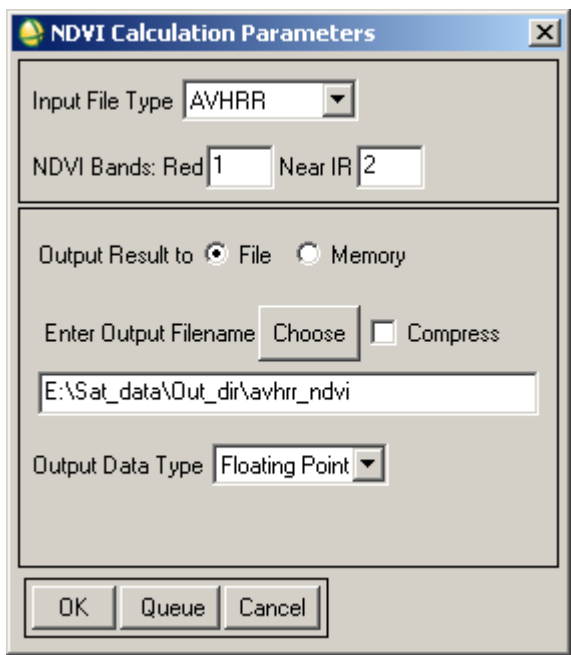 NDVI Calculation Parameters
Input File Type AVHRR
NDVI Bands: Red 1 Near IR 2
Output Result to File Memory
Enter Output Filename Choose Compress
E:\Sat_data\Out_dir\avhrr_ndvi
Output Data Type Floating Point
OK Queue Cancel